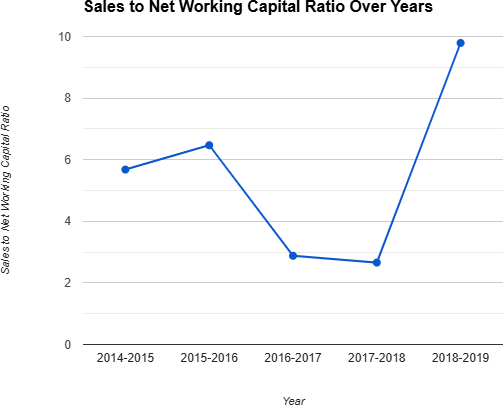 Sales to Net Working Capital Ratio Over Years
10
8
6
4
2
0
Sales to Net Working Capital Ratio
2014-2015 2015-2016 2016-2017 2017-2018 2018-2019
Year